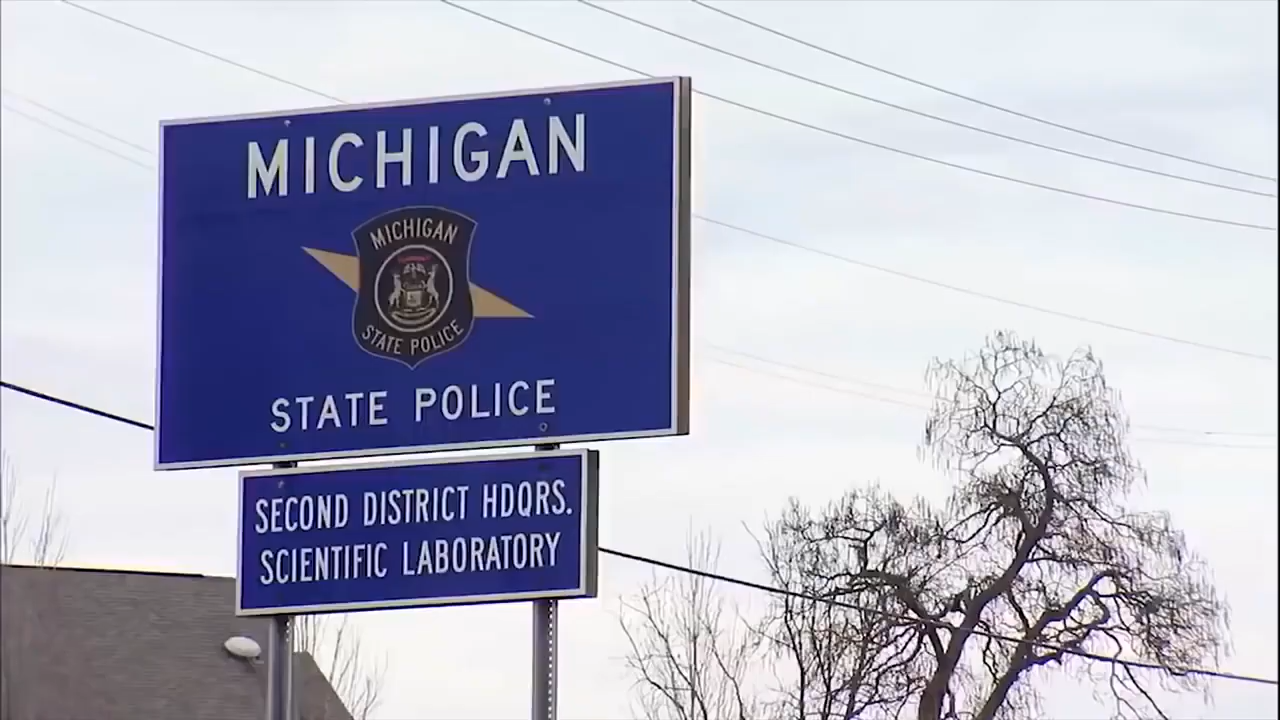 MICHIGAN
MICHIGAN
STATE POLICE
STATE POLICE
SECOND DISTRICT HDQRS.
SCIENTIFIC LABORATORY